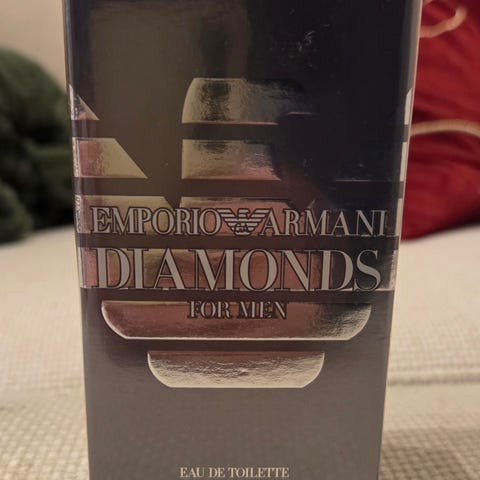 EMPORIO ARMANI
DIAMONDS
FOR MEN
EAU DE TOILETTE